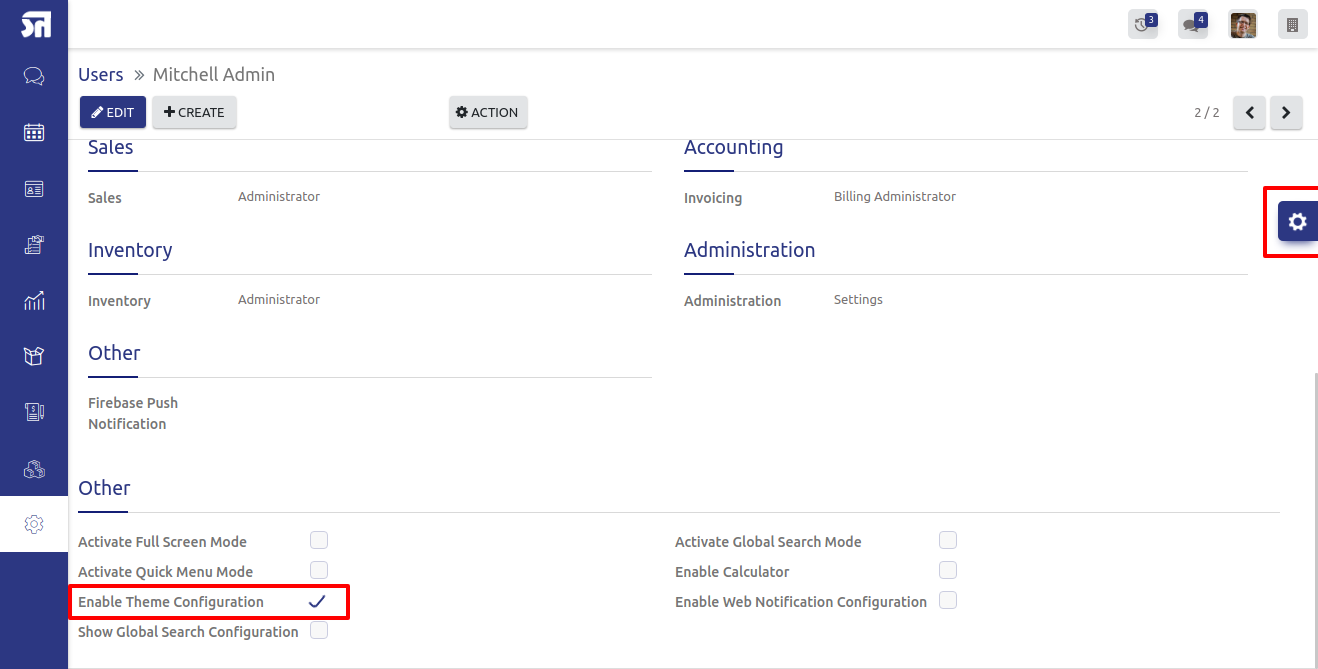 sn
3
4
Users » Mitchell Admin
EDIT
CREATE
ACTION
2 / 2
Sales
Accounting
Sales Administrator
Invoicing Billing Administrator
Inventory
Administration
Inventory Administrator
Administration Settings
Other
Firebase Push
Notification
Other
Activate Full Screen Mode
Activate Global Search Mode
Activate Quick Menu Mode
Enable Calculator
Enable Theme Configuration
Enable Web Notification Configuration
Show Global Search Configuration